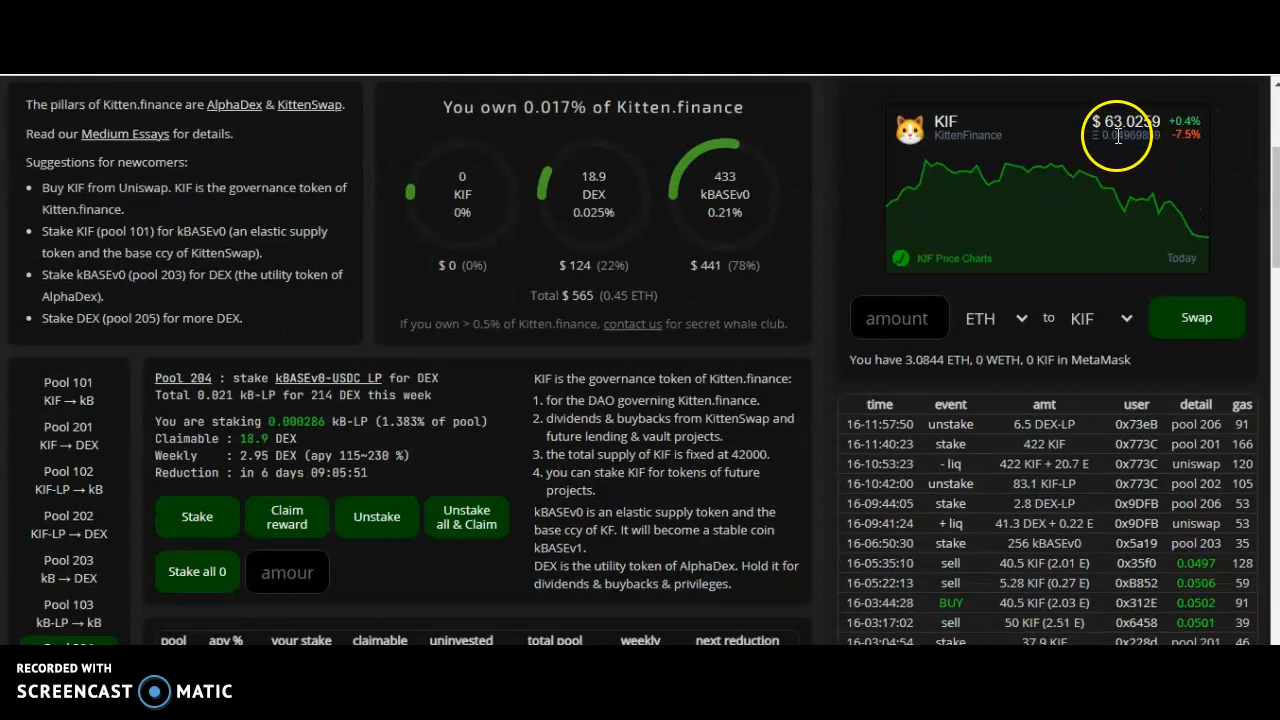 The pillars of Kitten.finance are AlphaDex & KittenSwap.
Read our Medium Essays for details.
Suggestions for newcomers:
Buy KIF from Uniswap. KIF is the governance token of
Kitten.finance.
Stake KIF (pool 101) for kBASEv0 (an elastic supply
token and the base ccy of KittenSwap).
Stake kBASEv0 (pool 203) for DEX (the utility token of
AlphaDex).
Stake DEX (pool 205) for more DEX.
You own 0.017% of Kitten.finance
0
KIF
0%
18.9
DEX
0.025%
433
kBASEv0
0.21%
$ 0 (0%)
$ 124 (22%)
$ 441 (78%)
Total $ 565 (0.45 ETH)
If you own > 0.5% of Kitten.finance, contact us for secret whale club.
KIF
KittenFinance
$ 63.0259 +0.4%
-7.5%
KIF Price Charts
Today
amount ETH to KIF Swap
You have 3.0844 ETH, 0 WETH, 0 KIF in MetaMask
Pool 101
KIF → kB
Pool 201
KIF → DEX
Pool 102
KIF-LP → kB
Pool 202
KIF-LP → DEX
Pool 203
kB → DEX
Pool 103
kB-LP → kB
Pool 204 : stake kBASEv0-USDC LP for DEX
Total 0.021 kB-LP for 214 DEX this week
You are staking 0.000286 kB-LP (1.383% of pool)
Claimable : 18.9 DEX
Weekly : 2.95 DEX (apy 115~230 %)
Reduction : in 6 days 09:05:51
Stake
Claim
reward
Unstake
Unstake
all & Claim
Stake all 0
amour
KIF is the governance token of Kitten.finance:
1. for the DAO governing Kitten.finance.
2. dividends & buybacks from KittenSwap and
future lending & vault projects.
3. the total supply of KIF is fixed at 42000.
4. you can stake KIF for tokens of future
projects.
kBASEv0 is an elastic supply token and the
base ccy of KF. It will become a stable coin
kBASEv1.
DEX is the utility token of AlphaDex. Hold it for
dividends & buybacks & privileges.
pool apy % your stake claimable uninvested total pool weekly next reduction
time event amt user detail gas
16-11:57:50 unstake 6.5 DEX-LP 0x73eB pool 206 91
16-11:40:23 stake 422 KIF 0x773C pool 201 166
16-10:53:23 - liq 422 KIF + 20.7 E 0x773C uniswap 120
16-10:42:00 unstake 83.1 KIF-LP 0x773C pool 202 105
16-09:44:05 stake 2.8 DEX-LP 0x9DFB pool 206 53
16-09:41:24 + liq 41.3 DEX + 0.22 E 0x9DFB uniswap 53
16-06:50:30 stake 256 kBASEv0 0x5a19 pool 203 35
16-05:35:10 sell 40.5 KIF (2.01 E) 0x35f0 0.0497 128
16-05:22:13 sell 5.28 KIF (0.27 E) 0xB852 0.0506 59
16-03:44:28 BUY 40.5 KIF (2.03 E) 0x312E 0.0502 91
16-03:17:02 sell 50 KIF (2.51 E) 0x6458 0.0501 39
16-03:04:54 stake 37.9 KIF 0x228d pool 201 46
RECORDED WITH
SCREENCAST MATIC